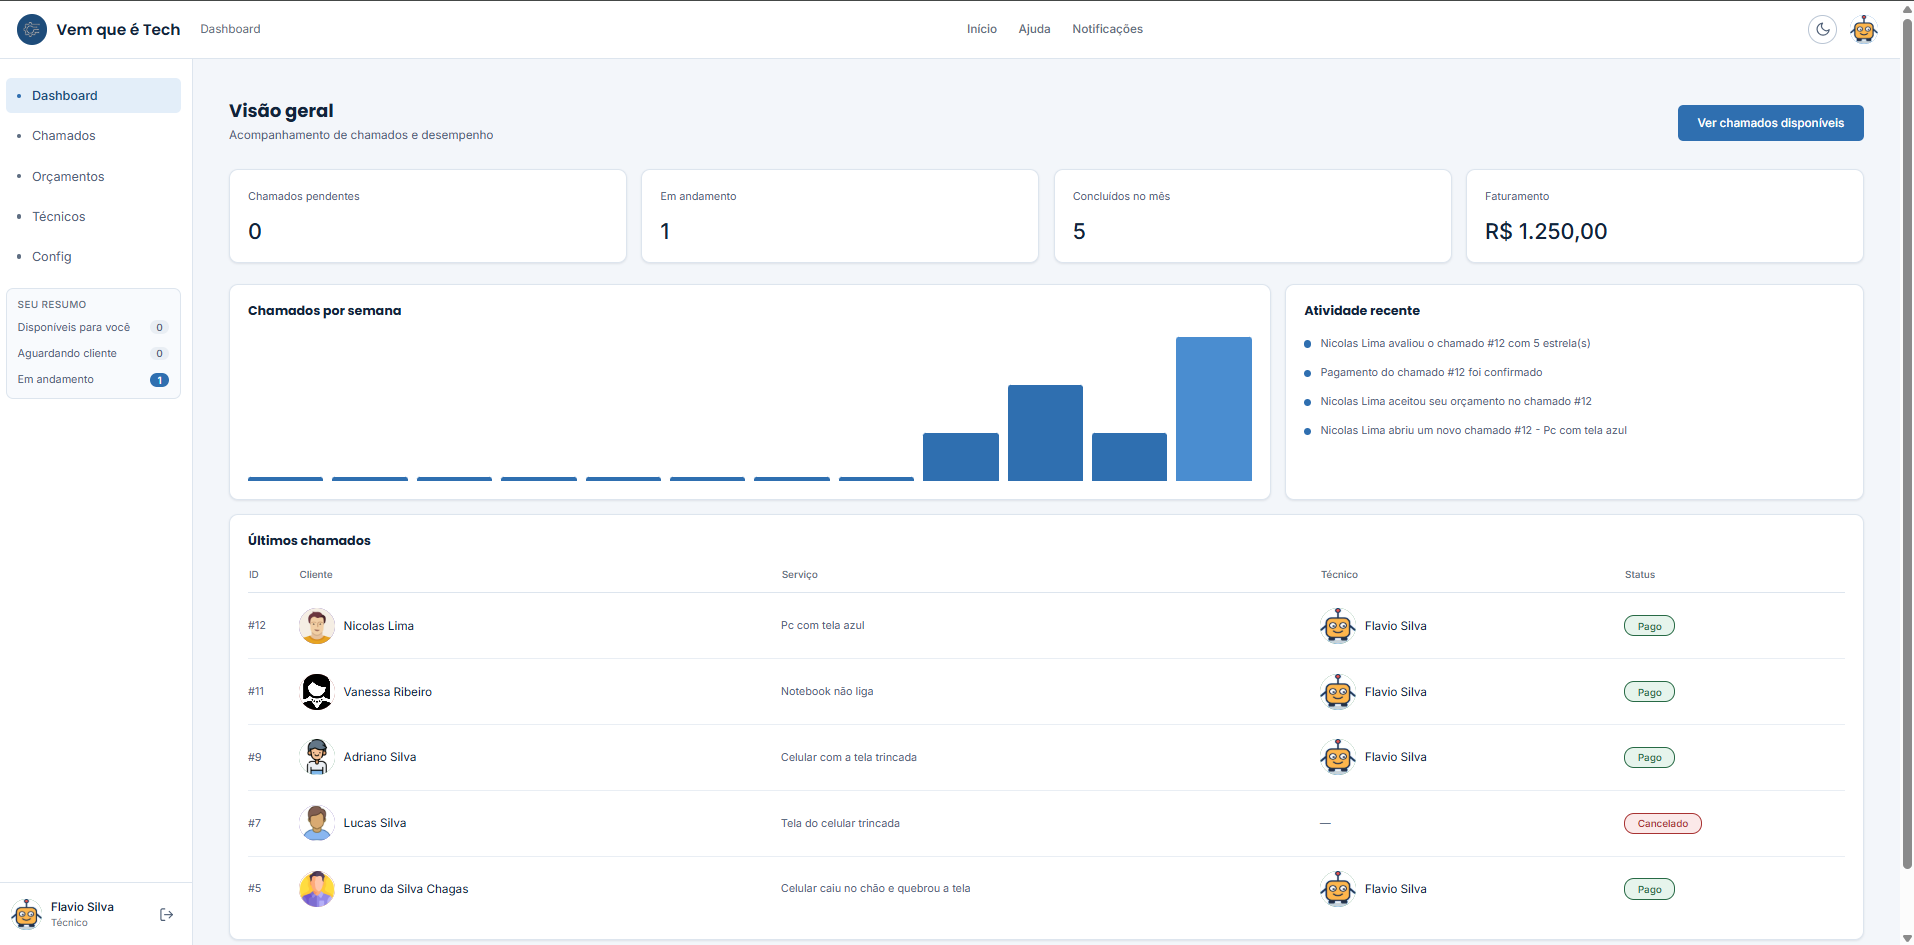 Vem que é Tech
Dashboard
Início
Ajuda
Notificações
Dashboard
Chamados
Orçamentos
Técnicos
Config
SEU RESUMO
Disponíveis para você 0
Aguardando cliente 0
Em andamento 1
Flavio Silva
Técnico
Visão geral
Acompanhamento de chamados e desempenho
Ver chamados disponíveis
Chamados pendentes
0
Em andamento
1
Concluídos no mês
5
Faturamento
R$ 1.250,00
Chamados por semana
Atividade recente
Nicolas Lima avaliou o chamado #12 com 5 estrela(s)
Pagamento do chamado #12 foi confirmado
Nicolas Lima aceitou seu orçamento no chamado #12
Nicolas Lima abriu um novo chamado #12 - Pc com tela azul
Últimos chamados
ID Cliente Serviço Técnico Status
#12 Nicolas Lima Pc com tela azul Flavio Silva Pago
#11 Vanessa Ribeiro Notebook não liga Flavio Silva Pago
#9 Adriano Silva Celular com a tela trincada Flavio Silva Pago
#7 Lucas Silva Tela do celular trincada — Cancelado
#5 Bruno da Silva Chagas Celular caiu no chão e quebrou a tela Flavio Silva Pago